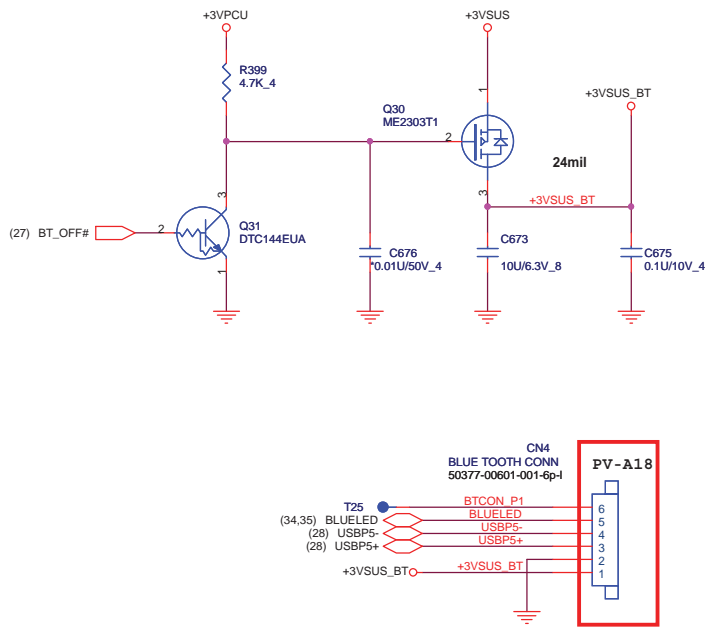 +3VPCU
+3VSUS
R399
4.7K_4
+3VSUS_BT
1
Q30
ME2303T1
2
24mil
3
3
+3VSUS_BT
(27) BT_OFF#
2
Q31
DTC144EUA
1
C676
*0.01U/50V_4
C673
10U/6.3V_8
C675
0.1U/10V_4
CN4
BLUE TOOTH CONN
50377-00601-001-6p-l
PV-A18
T25
BTCON_P1
6
(34,35) BLUELED
BLUELED
5
(28) USBP5-
USBP5-
4
(28) USBP5+
USBP5+
3
2
+3VSUS_BT
+3VSUS_BT
1